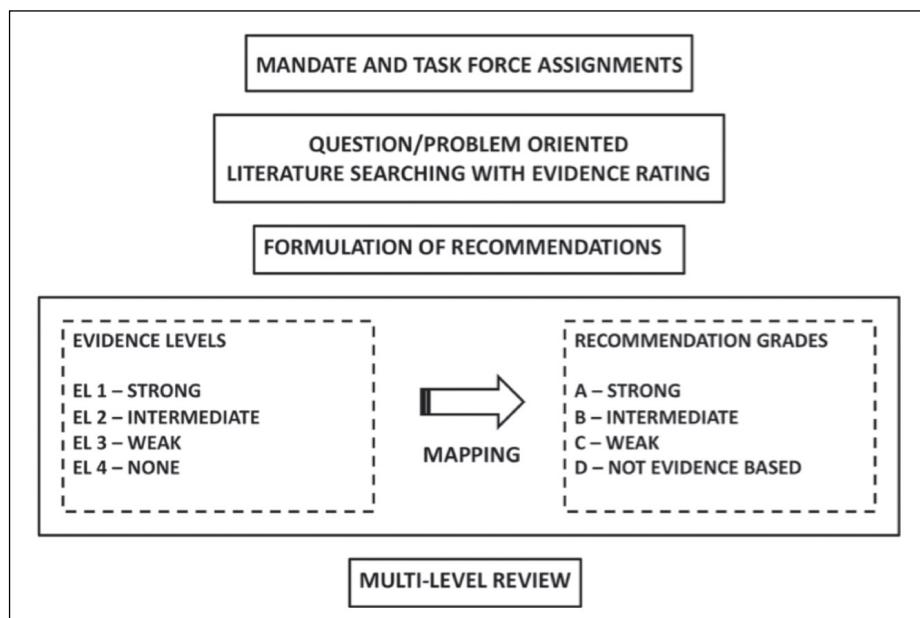 MANDATE AND TASK FORCE ASSIGNMENTS
QUESTION/PROBLEM ORIENTED
LITERATURE SEARCHING WITH EVIDENCE RATING
FORMULATION OF RECOMMENDATIONS
EVIDENCE LEVELS
EL 1 – STRONG
EL 2 – INTERMEDIATE
EL 3 – WEAK
EL 4 – NONE
MAPPING
RECOMMENDATION GRADES
A – STRONG
B – INTERMEDIATE
C – WEAK
D – NOT EVIDENCE BASED
MULTI-LEVEL REVIEW